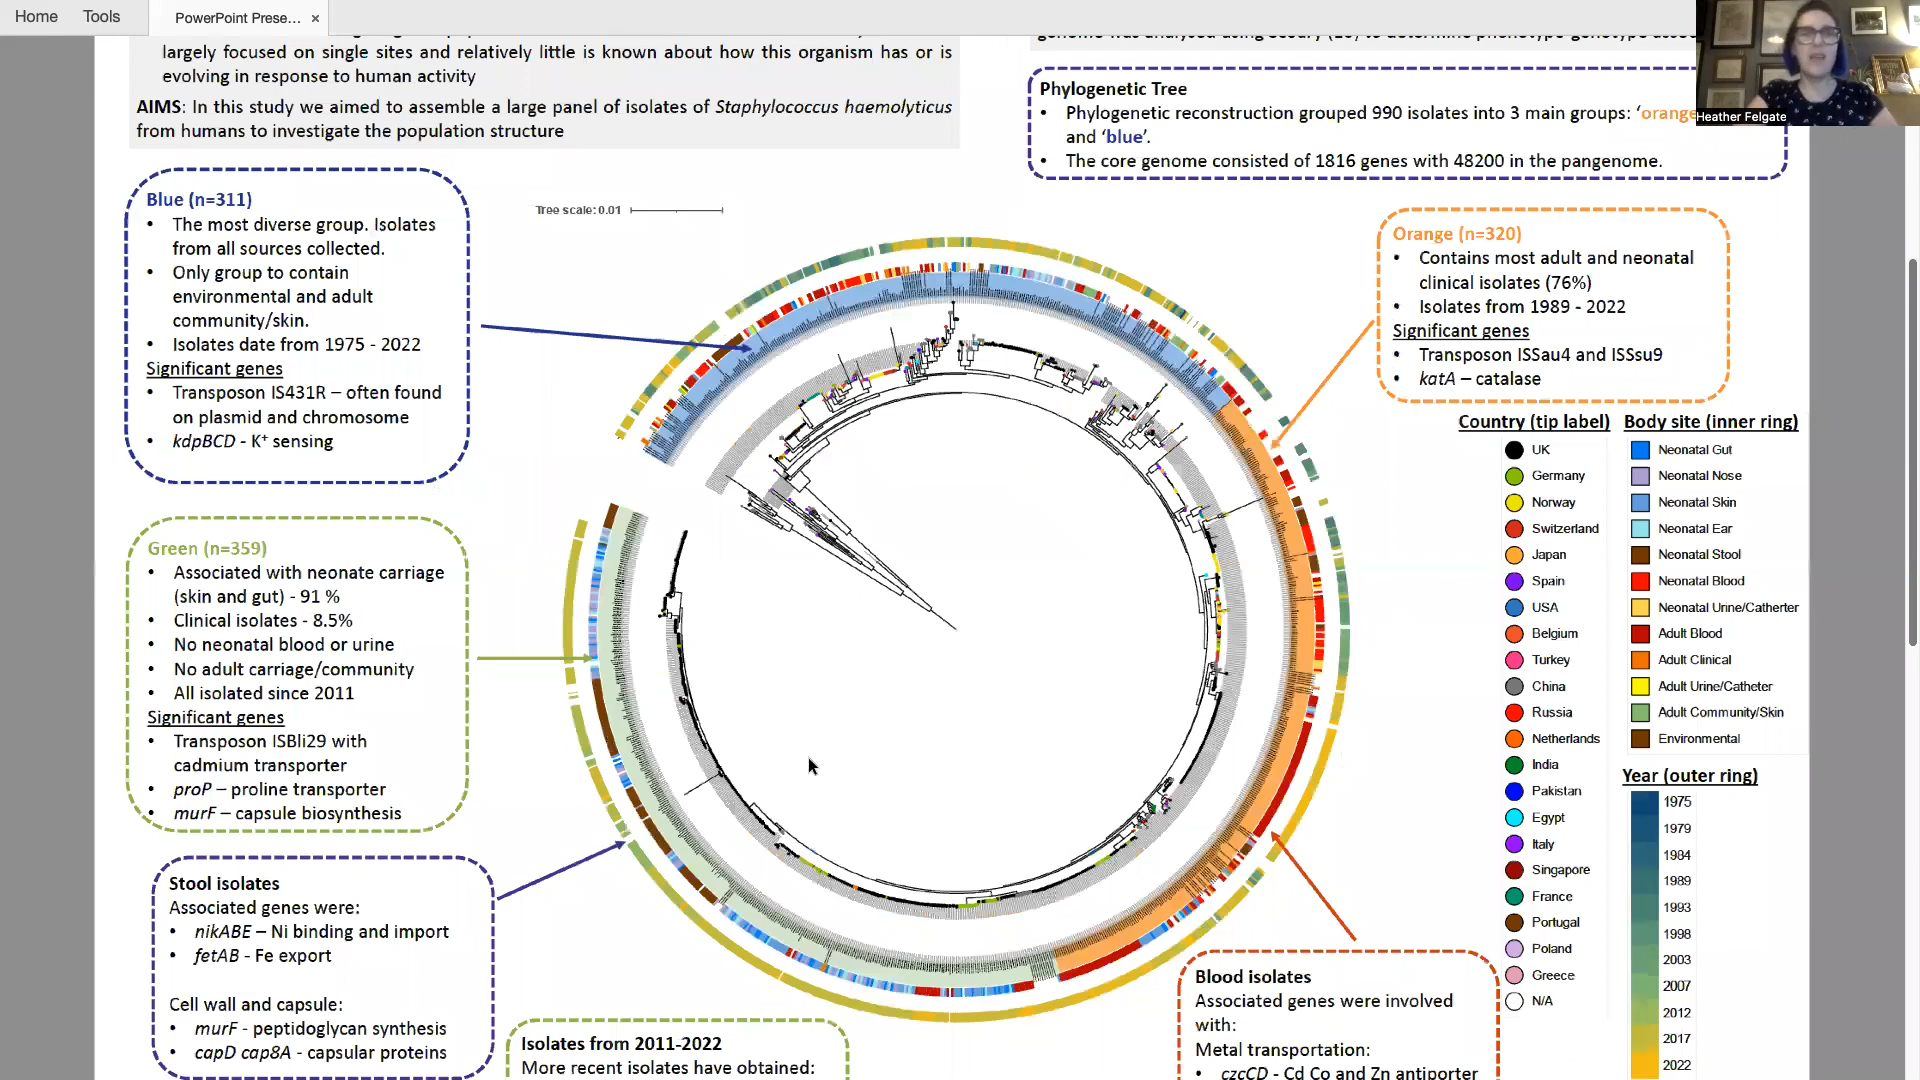 Home
Tools
PowerPoint Prese...
×
largely focused on single sites and relatively little is known about how this organism has or is
evolving in response to human activity
AIMS: In this study we aimed to assemble a large panel of isolates of Staphylococcus haemolyticus
from humans to investigate the population structure
Phylogenetic Tree
• Phylogenetic reconstruction grouped 990 isolates into 3 main groups: 'orange
and 'blue'.
• The core genome consisted of 1816 genes with 48200 in the pangenome.
Heather Felgate
Blue (n=311)
• The most diverse group. Isolates
from all sources collected.
• Only group to contain
environmental and adult
community/skin.
• Isolates date from 1975 - 2022
Significant genes
• Transposon IS431R – often found
on plasmid and chromosome
• kdpBCD - K⁺ sensing
Tree scale: 0.01
Orange (n=320)
• Contains most adult and neonatal
clinical isolates (76%)
• Isolates from 1989 - 2022
Significant genes
• Transposon ISSau4 and ISSsu9
• katA – catalase
Green (n=359)
• Associated with neonate carriage
(skin and gut) - 91 %
• Clinical isolates - 8.5%
• No neonatal blood or urine
• No adult carriage/community
• All isolated since 2011
Significant genes
• Transposon ISBli29 with
cadmium transporter
• proP – proline transporter
• murF – capsule biosynthesis
Stool isolates
Associated genes were:
• nikABE – Ni binding and import
• fetAB - Fe export
Cell wall and capsule:
• murF - peptidoglycan synthesis
• capD cap8A - capsular proteins
Isolates from 2011-2022
More recent isolates have obtained:
Blood isolates
Associated genes were involved
with:
Metal transportation:
• czcCD - Cd Co and Zn antiporter
Country (tip label)
UK
Germany
Norway
Switzerland
Japan
Spain
USA
Belgium
Turkey
China
Russia
Netherlands
India
Pakistan
Egypt
Italy
Singapore
France
Portugal
Poland
Greece
N/A
Body site (inner ring)
Neonatal Gut
Neonatal Nose
Neonatal Skin
Neonatal Ear
Neonatal Stool
Neonatal Blood
Neonatal Urine/Catherter
Adult Blood
Adult Clinical
Adult Urine/Catheter
Adult Community/Skin
Environmental
Year (outer ring)
1975
1979
1984
1989
1993
1998
2003
2007
2012
2017
2022